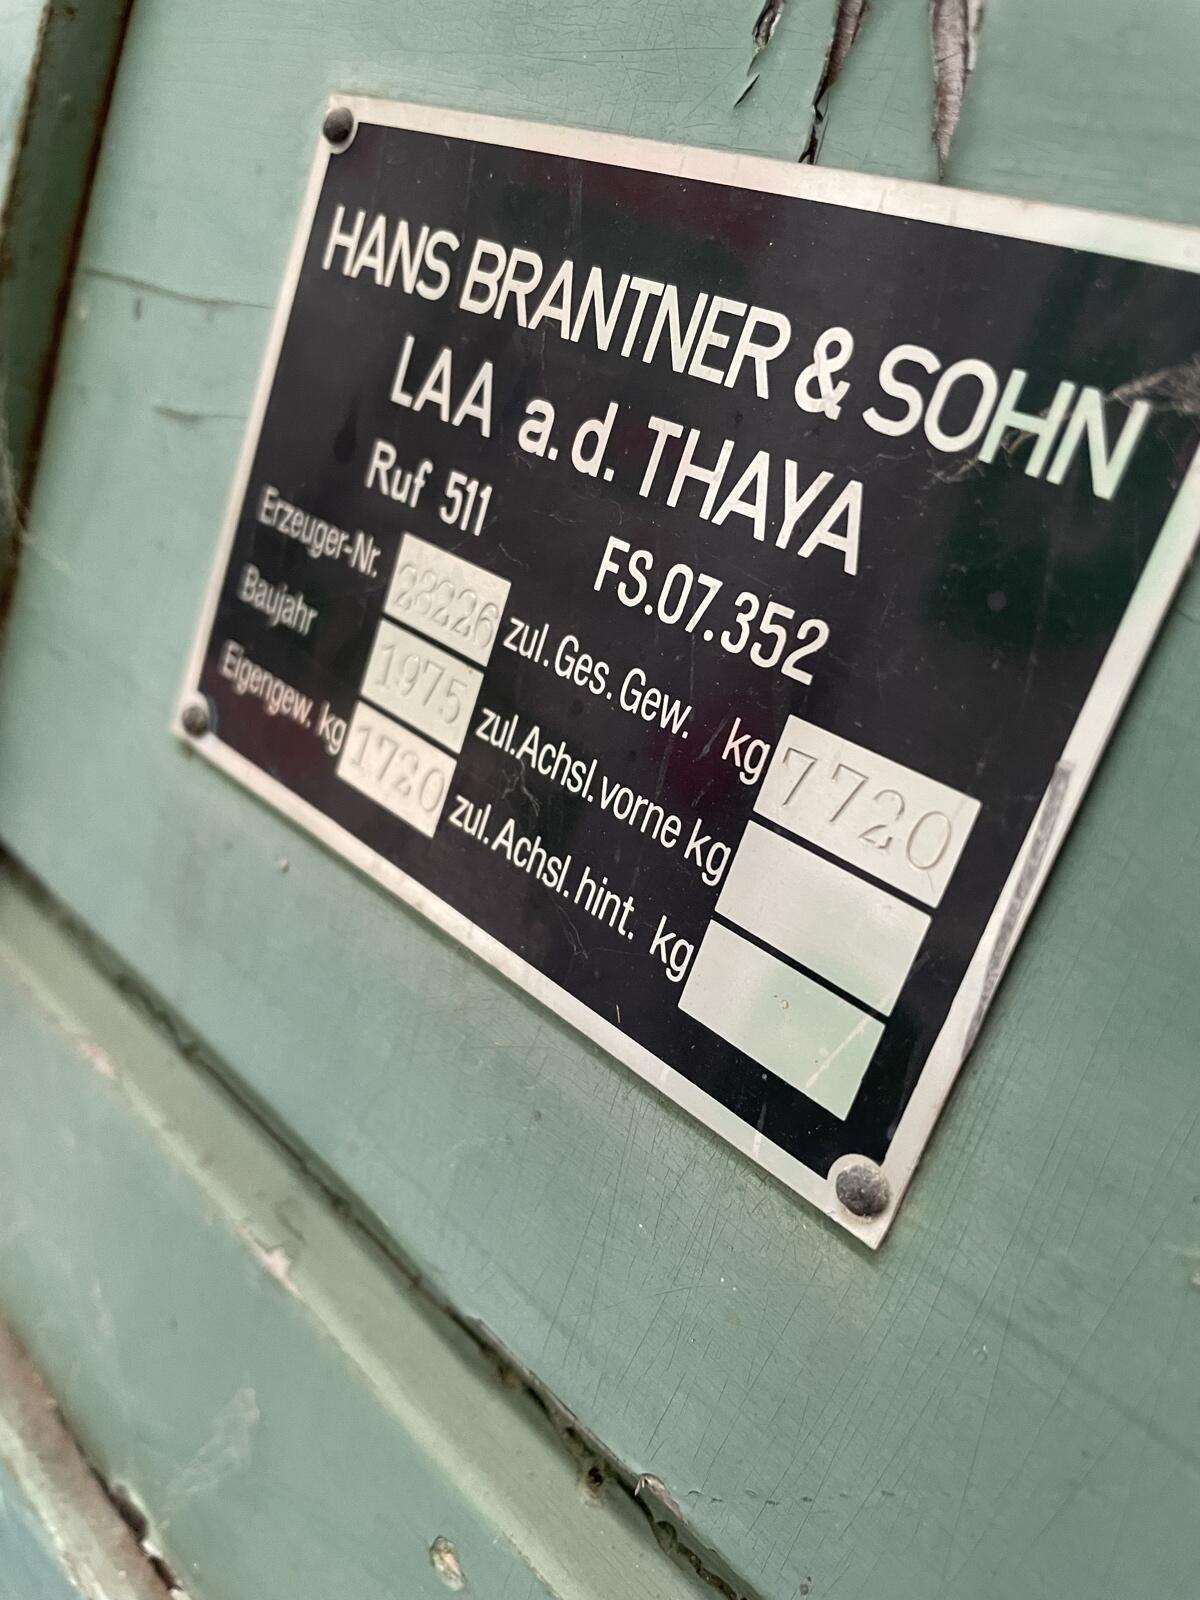 HANS BRANTNER & SOHN
LAA a.d. THAYA
Ruf 511 FS.07.352
Erzeuger-Nr. 23226 zul. Ges. Gew. kg 7720
Baujahr 1975 zul. Achsl. vorne kg
Eigengew. kg 1720 zul. Achsl. hint. kg